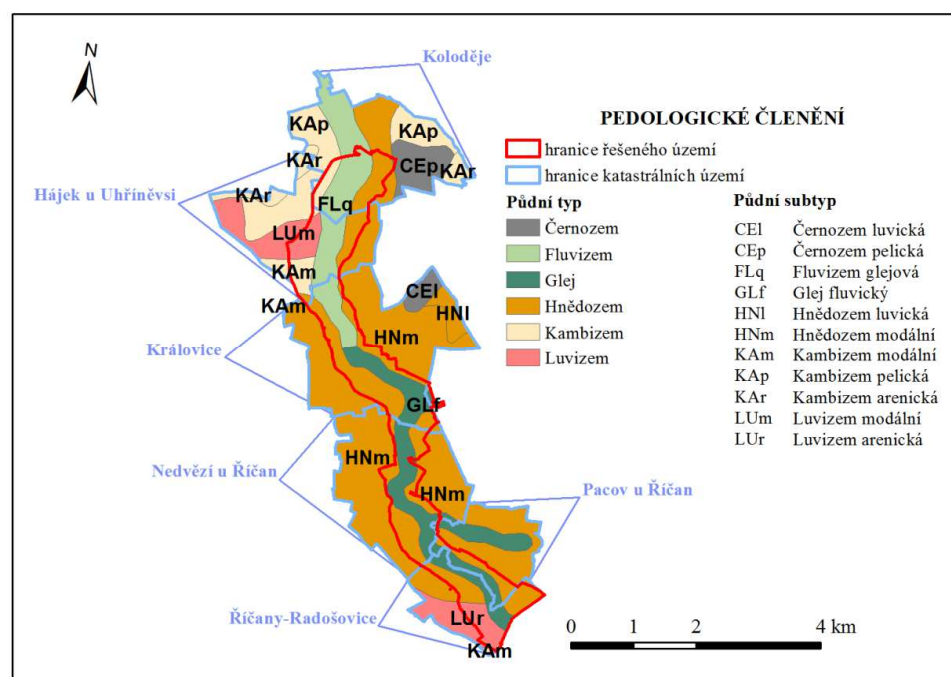 N
Koloděje
KAp
KAp
KAr
CEp
KAr
Hájek u Uhříněvsi
KAr
FLq
LUm
KAm
KAm
CEl
HNl
HNm
Královice
GLf
HNm
Nedvězí u Říčan
HNm
Pacov u Říčan
Říčany-Radošovice
LUr
KAm
PEDOLOGICKÉ ČLENĚNÍ
hranice řešeného území
hranice katastrálních území
Půdní typ
Černozem
Fluvizem
Glej
Hnědozem
Kambizem
Luvizem
Půdní subtyp
CEl Černozem luvická
CEp Černozem pelická
FLq Fluvizem glejová
GLf Glej fluvický
HNl Hnědozem luvická
HNm Hnědozem modální
KAm Kambizem modální
KAp Kambizem pelická
KAr Kambizem arenická
LUm Luvizem modální
LUr Luvizem arenická
0 1 2 4 km